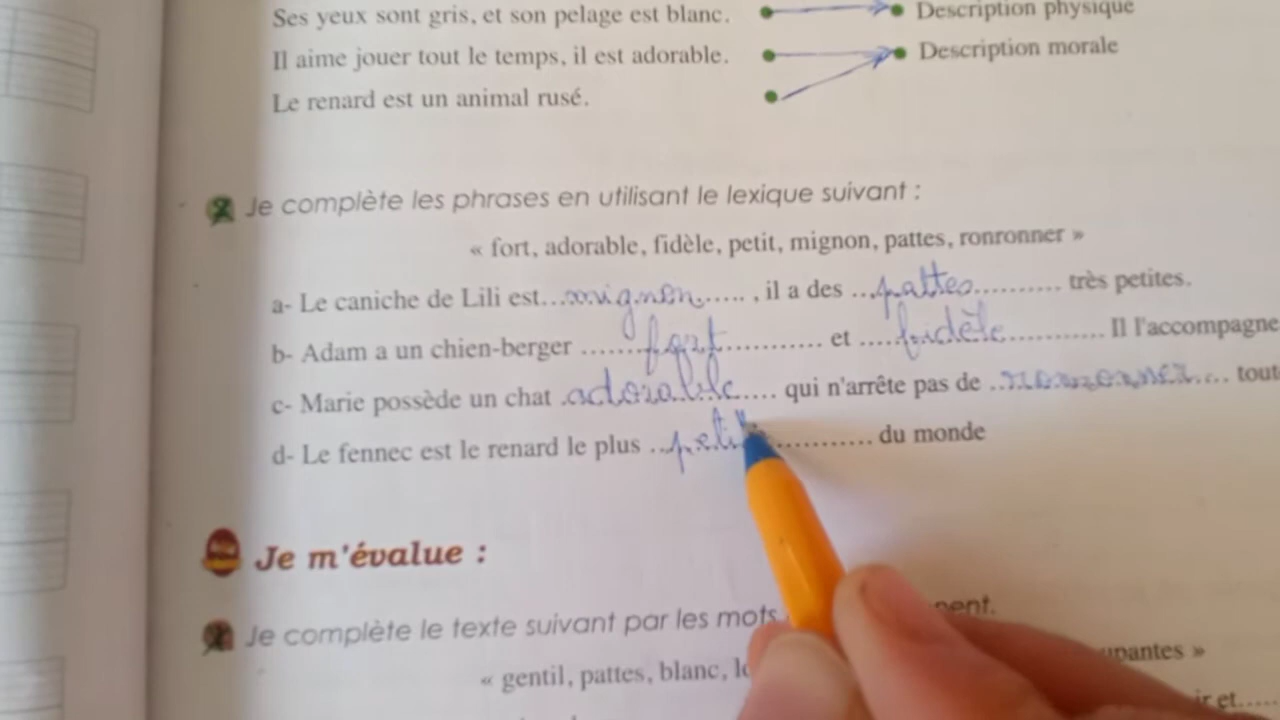 Ses yeux sont gris, et son pelage est blanc. Description physique
Il aime jouer tout le temps, il est adorable. Description morale
Le renard est un animal rusé.
Je complète les phrases en utilisant le lexique suivant :
« fort, adorable, fidèle, petit, mignon, pattes, ronronner »
a- Le caniche de Lili est...mignon...... , il a des ...pattes........... très petites.
b- Adam a un chien-berger .......fort............ et .....fidèle............ Il l'accompagne
c- Marie possède un chat .adorable..... qui n'arrête pas de ..ronronner.... tout
d- Le fennec est le renard le plus ...petit........... du monde
Je m'évalue :
Je complète le texte suivant par les mots
« gentil, pattes, blanc,